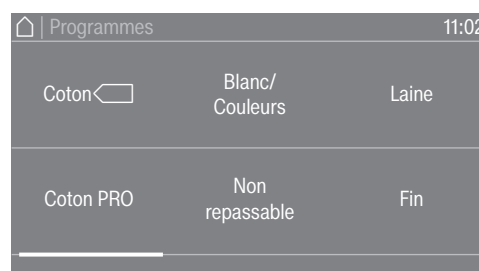 Programmes
11:02
Coton
Blanc/
Couleurs
Laine
Coton PRO
Non
repassable
Fin